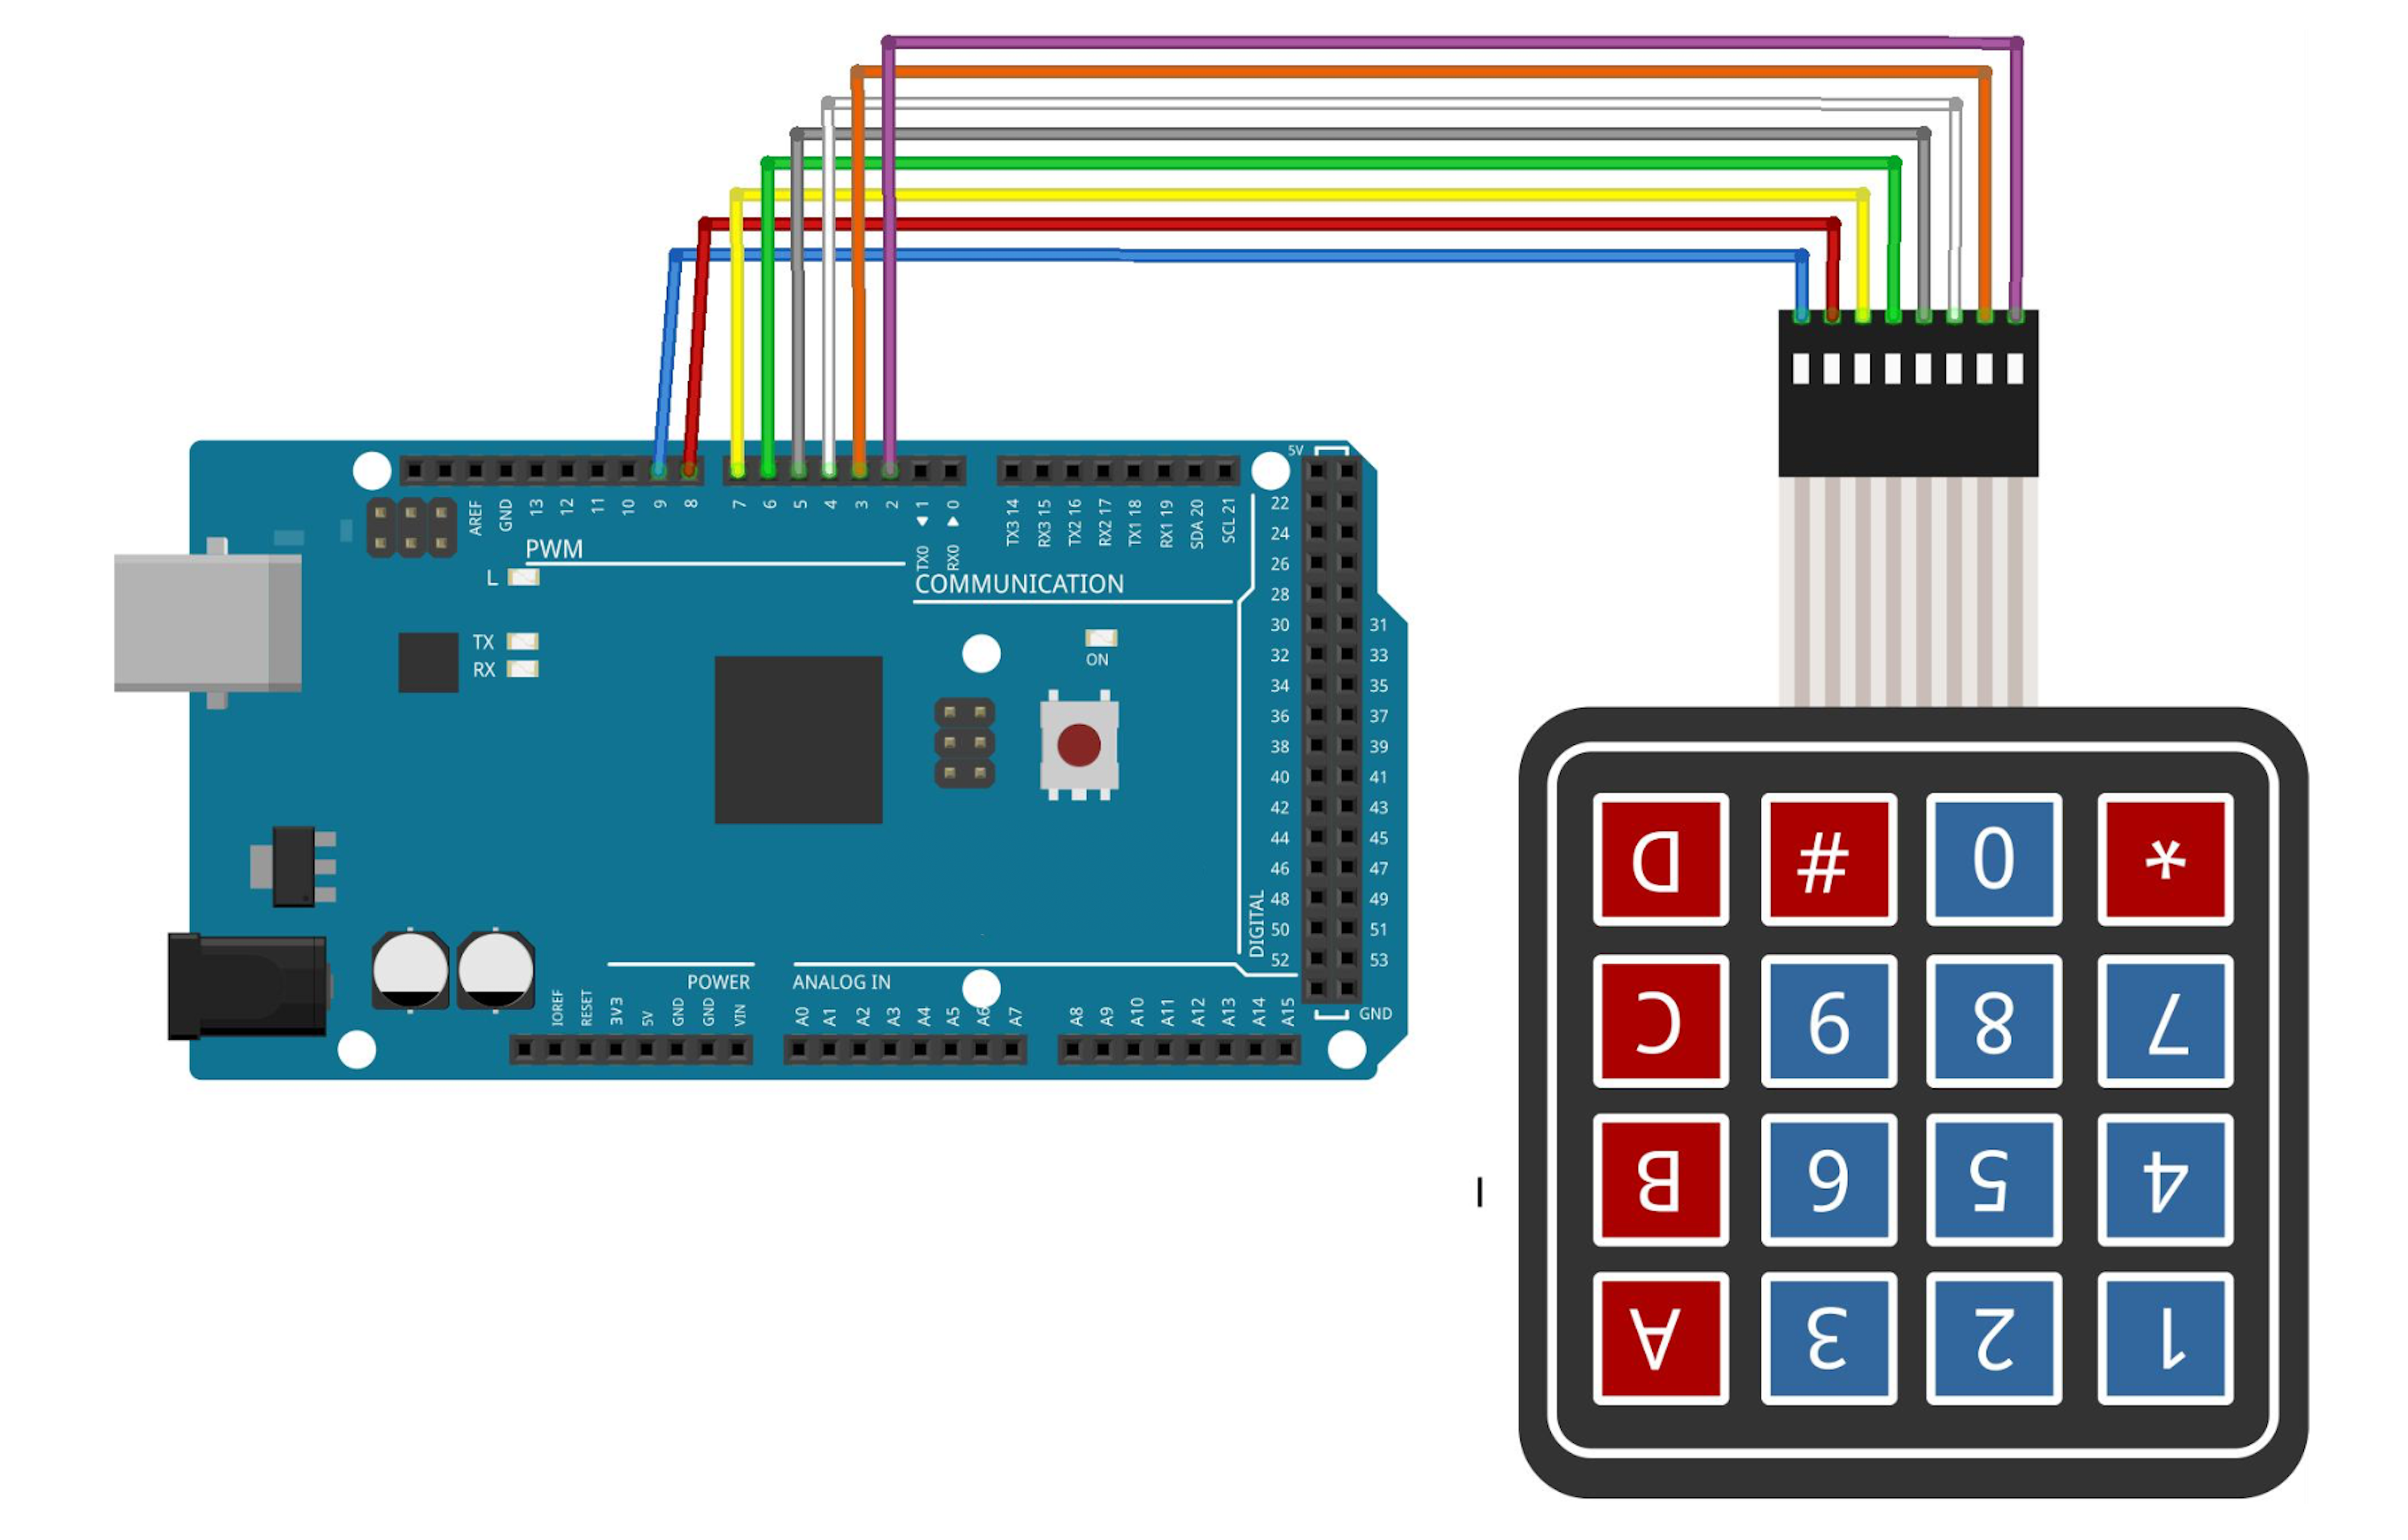 5V
AREF GND 13 12 11 10 9 8 7 6 5 4 3 2 1 0
TX3 14 RX3 15 TX2 16 RX2 17 TX1 18 RX1 19 SDA 20 SCL 21
TX0 RX0
PWM
L
COMMUNICATION
22
24
26
28
30 31
TX
32 33
RX
ON
34 35
36 37
38 39
40 41
42 43
44 45
46 47
48 49
50 51
52 53
DIGITAL
POWER
ANALOG IN
IOREF RESET 3V3 5V GND GND VIN
A0 A1 A2 A3 A4 A5 A6 A7
A8 A9 A10 A11 A12 A13 A14 A15
GND
D # 0 *
C 9 8 7
B 6 5 4
A 3 2 1